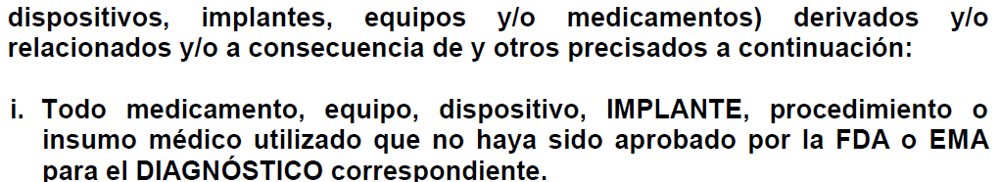 dispositivos, implantes, equipos y/o medicamentos) derivados y/o
relacionados y/o a consecuencia de y otros precisados a continuación:
i. Todo medicamento, equipo, dispositivo, IMPLANTE, procedimiento o
insumo médico utilizado que no haya sido aprobado por la FDA o EMA
para el DIAGNÓSTICO correspondiente.